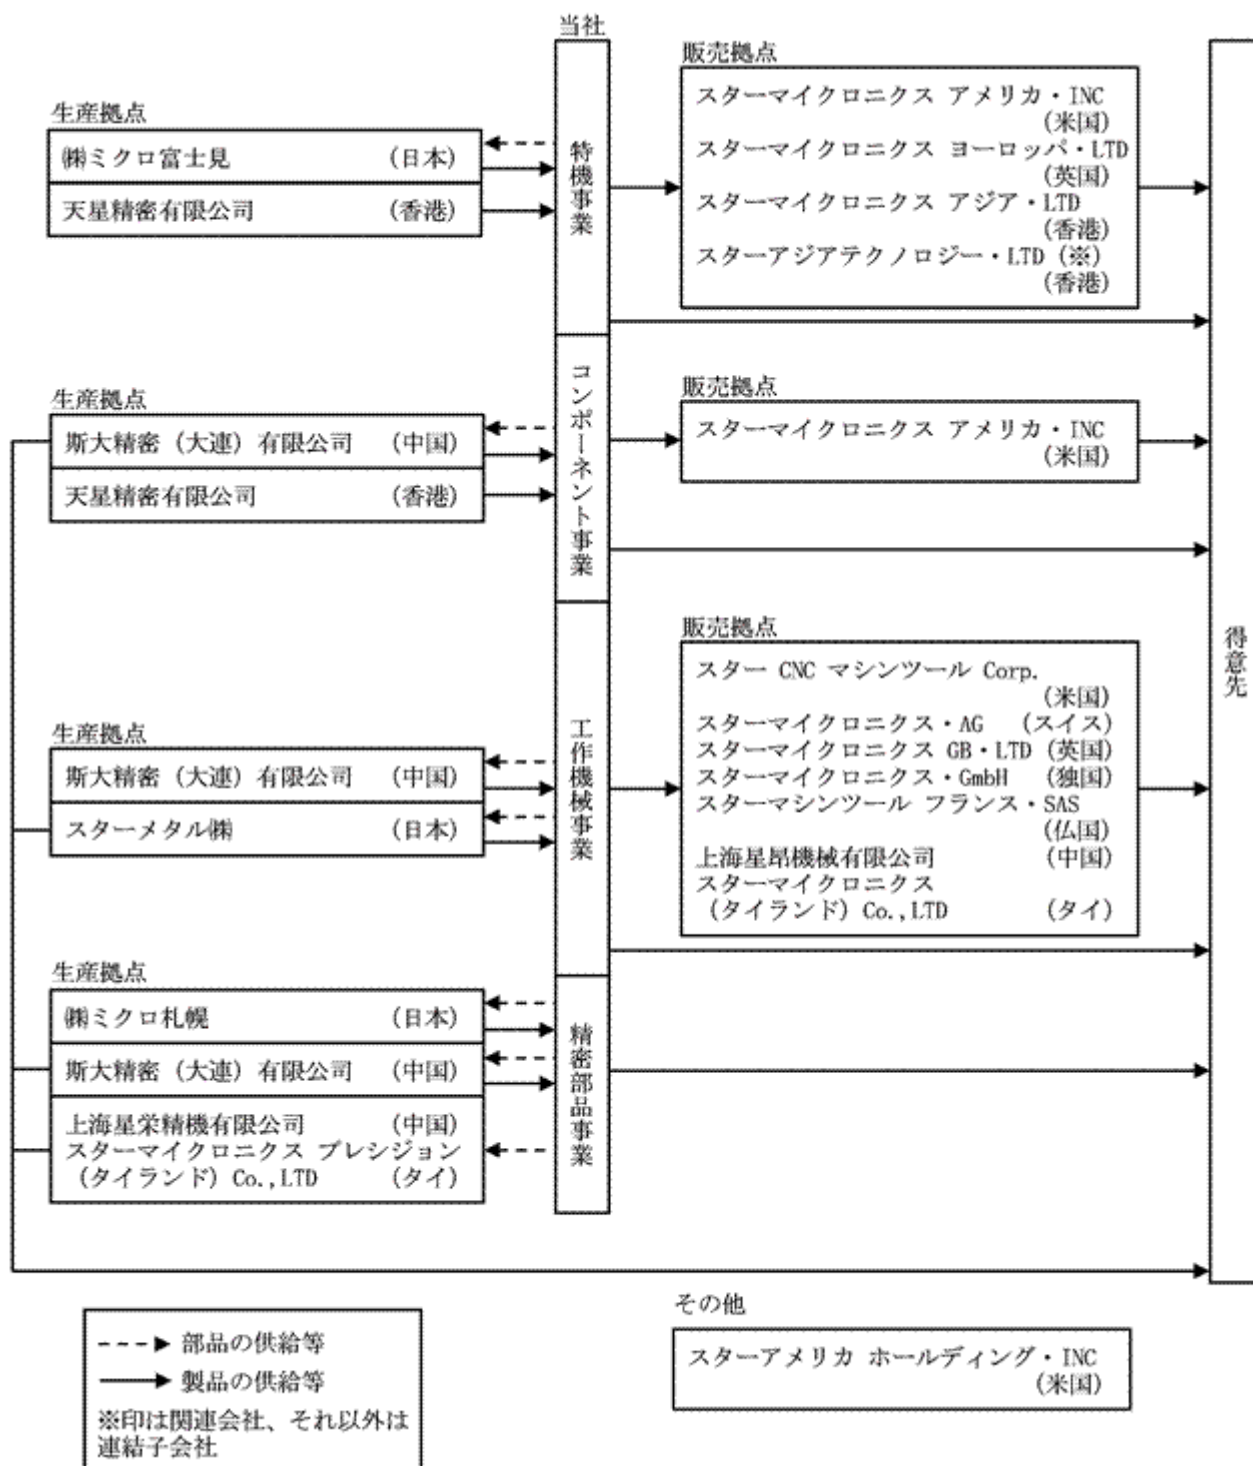 当社
生産拠点
㈱ミクロ富士見 (日本)
天星精密有限公司 (香港)
特機事業
販売拠点
スターマイクロニクス アメリカ・INC
(米国)
スターマイクロニクス ヨーロッパ・LTD
(英国)
スターマイクロニクス アジア・LTD
(香港)
スターアジアテクノロジー・LTD (※)
(香港)
生産拠点
斯大精密（大連）有限公司 (中国)
天星精密有限公司 (香港)
コンポーネント事業
販売拠点
スターマイクロニクス アメリカ・INC
(米国)
生産拠点
斯大精密（大連）有限公司 (中国)
スターメタル㈱ (日本)
工作機械事業
販売拠点
スター CNC マシンツール Corp.
(米国)
スターマイクロニクス・AG (スイス)
スターマイクロニクス GB・LTD (英国)
スターマイクロニクス・GmbH (独国)
スターマシンツール フランス・SAS
(仏国)
上海星昂機械有限公司 (中国)
スターマイクロニクス
（タイランド）Co.,LTD (タイ)
生産拠点
㈱ミクロ札幌 (日本)
斯大精密（大連）有限公司 (中国)
上海星栄精機有限公司 (中国)
スターマイクロニクス プレシジョン
（タイランド）Co.,LTD (タイ)
精密部品事業
得意先
部品の供給等
製品の供給等
※印は関連会社、それ以外は
連結子会社
その他
スターアメリカ ホールディング・INC
(米国)